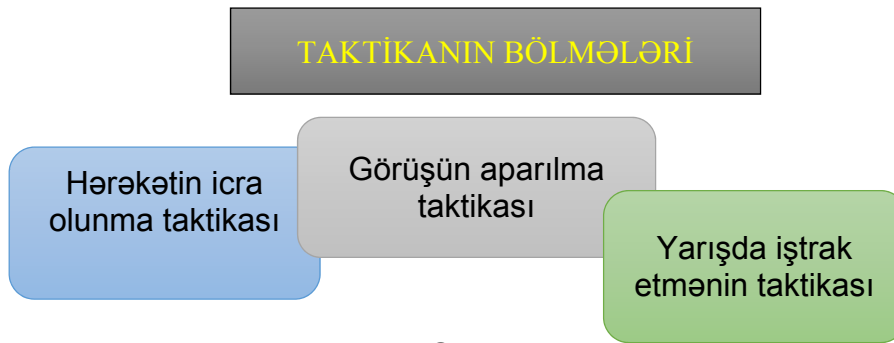 TAKTİKANIN BÖLMƏLƏRİ
Hərəkətin icra
olunma taktikası
Görüşün aparılma
taktikası
Yarışda iştrak
etmənin taktikası